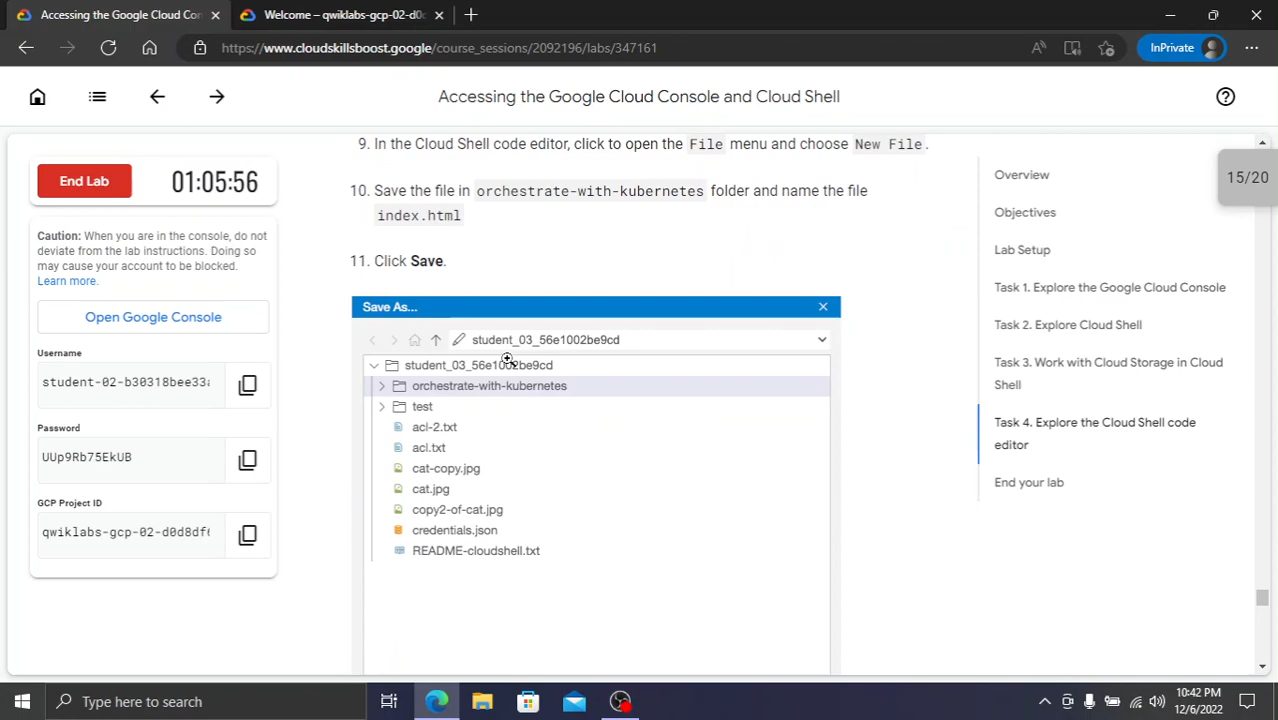 Accessing the Google Cloud Con
Welcome – qwiklabs-gcp-02-d0d
https://www.cloudskillsboost.google/course_sessions/2092196/labs/347161
InPrivate
Accessing the Google Cloud Console and Cloud Shell
End Lab
01:05:56
Caution: When you are in the console, do not
deviate from the lab instructions. Doing so
may cause your account to be blocked.
Learn more.
Open Google Console
Username
student-02-b30318bee33
Password
UUp9Rb75EkUB
GCP Project ID
qwiklabs-gcp-02-d0d8df
9. In the Cloud Shell code editor, click to open the File menu and choose New File.
10. Save the file in orchestrate-with-kubernetes folder and name the file
index.html
11. Click Save.
Save As...
student_03_56e1002be9cd
student_03_56e1002be9cd
orchestrate-with-kubernetes
test
acl-2.txt
acl.txt
cat-copy.jpg
cat.jpg
copy2-of-cat.jpg
credentials.json
README-cloudshell.txt
Overview
Objectives
Lab Setup
Task 1. Explore the Google Cloud Console
Task 2. Explore Cloud Shell
Task 3. Work with Cloud Storage in Cloud
Shell
Task 4. Explore the Cloud Shell code
editor
End your lab
15/20
Type here to search
10:42 PM
12/6/2022